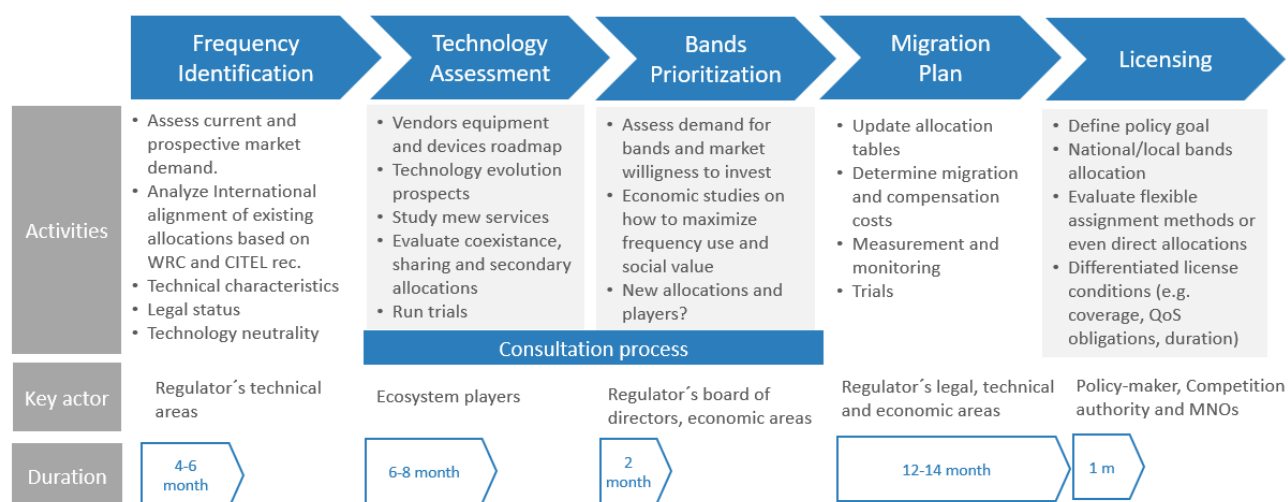 Frequency
Identification
Technology
Assessment
Bands
Prioritization
Migration
Plan
Licensing
Activities
• Assess current and
prospective market
demand.
• Analyze International
alignment of existing
allocations based on
WRC and CITEL rec.
• Technical characteristics
• Legal status
• Technology neutrality
• Vendors equipment
and devices roadmap
• Technology evolution
prospects
• Study mew services
• Evaluate coexistance,
sharing and secondary
allocations
• Run trials
• Assess demand for
bands and market
willingness to invest
• Economic studies on
how to maximize
frequency use and
social value
• New allocations and
players?
• Update allocation
tables
• Determine migration
and compensation
costs
• Measurement and
monitoring
• Trials
• Define policy goal
• National/local bands
allocation
• Evaluate flexible
assignment methods or
even direct allocations
• Differentiated license
conditions (e.g.
coverage, QoS
obligations, duration)
Consultation process
Key actor
Regulator´s technical
areas
Ecosystem players
Regulator´s board of
directors, economic areas
Regulator´s legal, technical
and economic areas
Policy-maker, Competition
authority and MNOs
Duration
4-6
month
6-8 month
2
month
12-14 month
1 m